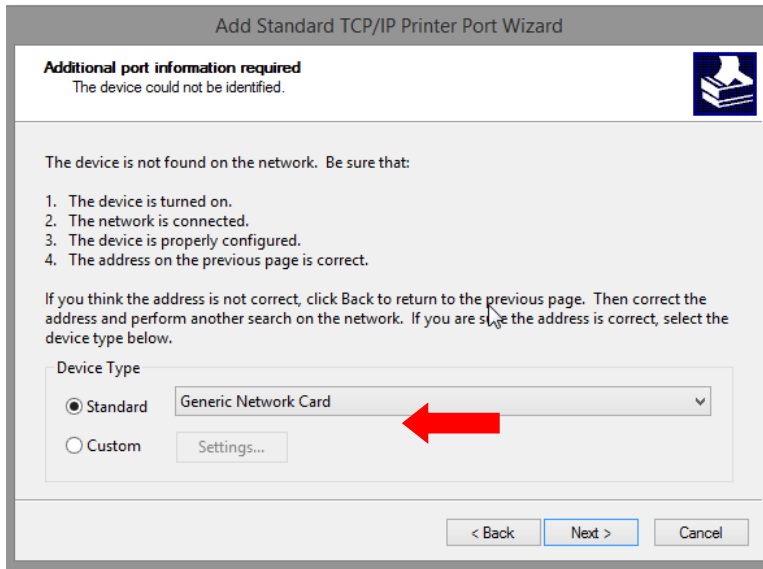 Add Standard TCP/IP Printer Port Wizard
Additional port information required
The device could not be identified.
The device is not found on the network.  Be sure that:
1.  The device is turned on.
2.  The network is connected.
3.  The device is properly configured.
4.  The address on the previous page is correct.
If you think the address is not correct, click Back to return to the previous page.  Then correct the
address and perform another search on the network.  If you are sure the address is correct, select the
device type below.
Device Type
Standard
Generic Network Card
Custom
Settings...
< Back
Next >
Cancel